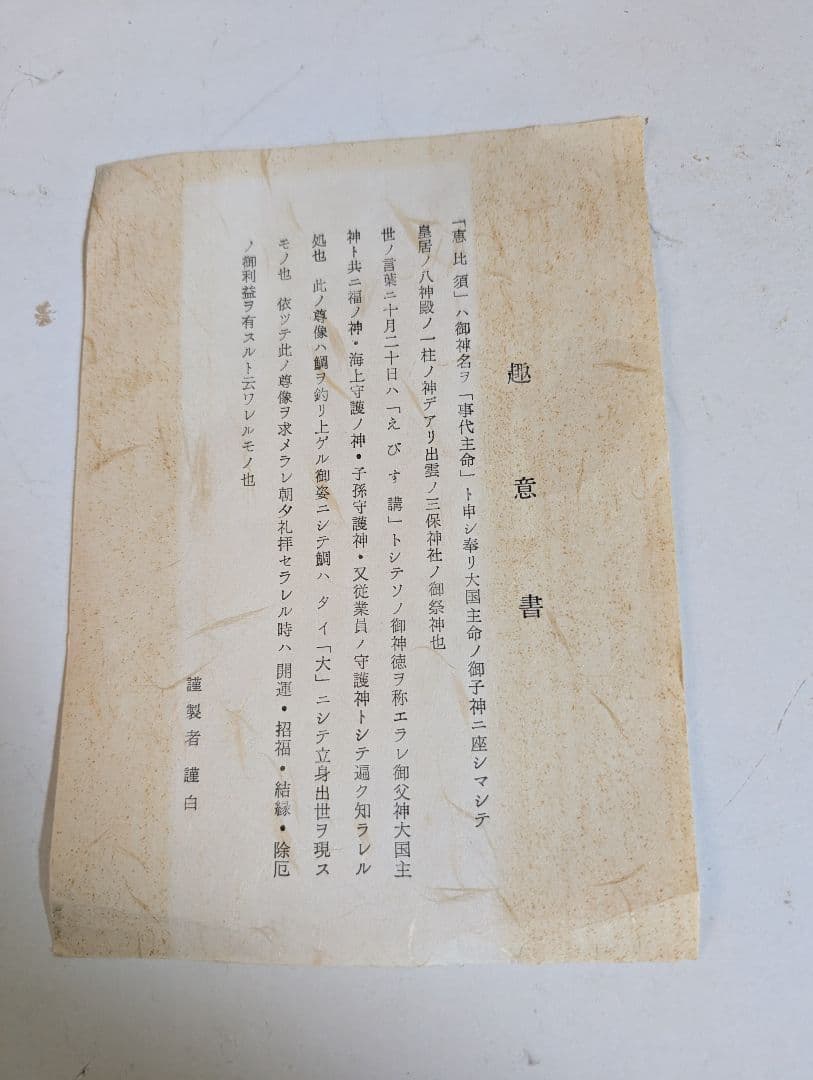 趣意書
「恵比須」ハ御神名ヲ「事代主命」ト申シ奉リ大国主命ノ御子神ニ座シマシテ
皇居ノ八神殿ノ一柱ノ神デアリ出雲ノ三保神社ノ御祭神也
世ノ言葉ニ十月二十日ハ「えびす講」トシテソノ御神徳ヲ称エラレ御父神大国主
神ト共ニ福ノ神・海上守護ノ神・子孫守護神・又従業員ノ守護神トシテ遍ク知ラレル
処也 此ノ尊像ハ鯛ヲ釣リ上ゲル御姿ニシテ鯛ハ タイ「大」ニシテ立身出世ヲ現ス
モノ也 依ツテ此ノ尊像ヲ求メラレ朝夕礼拝セラレル時ハ 開運・招福・結縁・除厄
ノ御利益ヲ有スルト云ワレルモノ也
謹製者 謹白